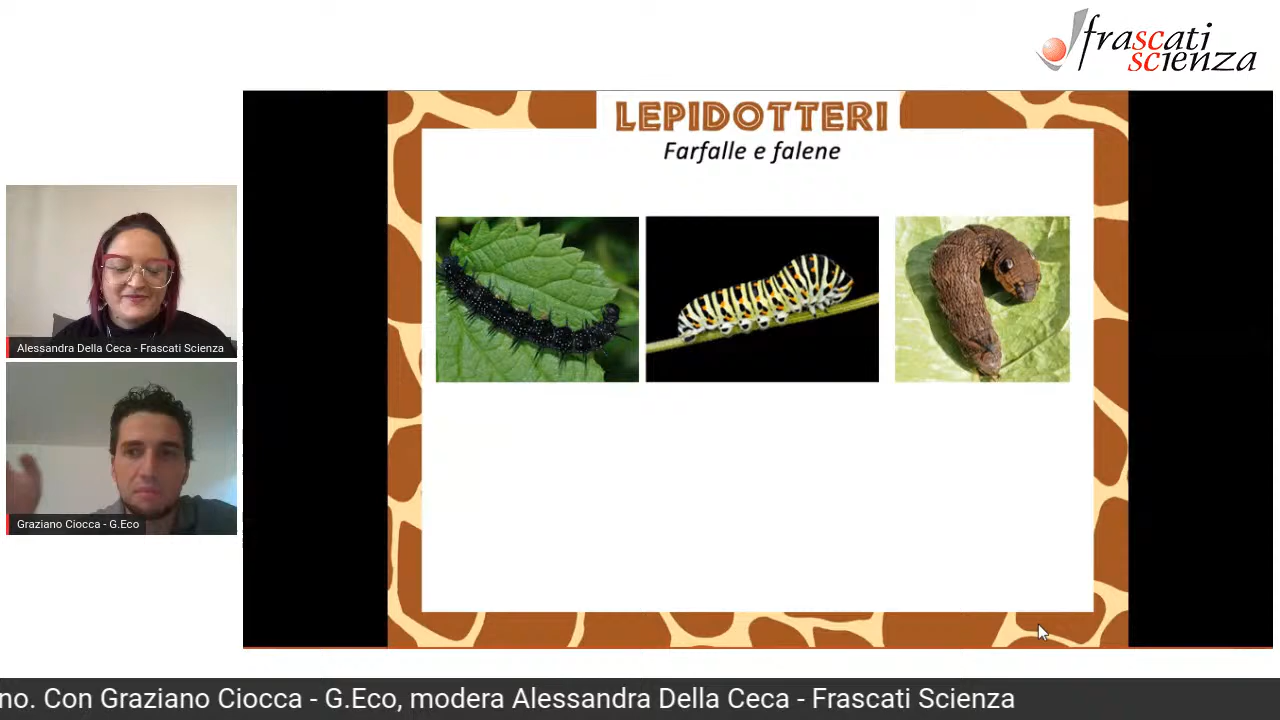 frascati
scienza
LEPIDOTTERI
Farfalle e falene
Alessandra Della Ceca - Frascati Scienza
Graziano Ciocca - G.Eco
no. Con Graziano Ciocca - G.Eco, modera Alessandra Della Ceca - Frascati Scienza